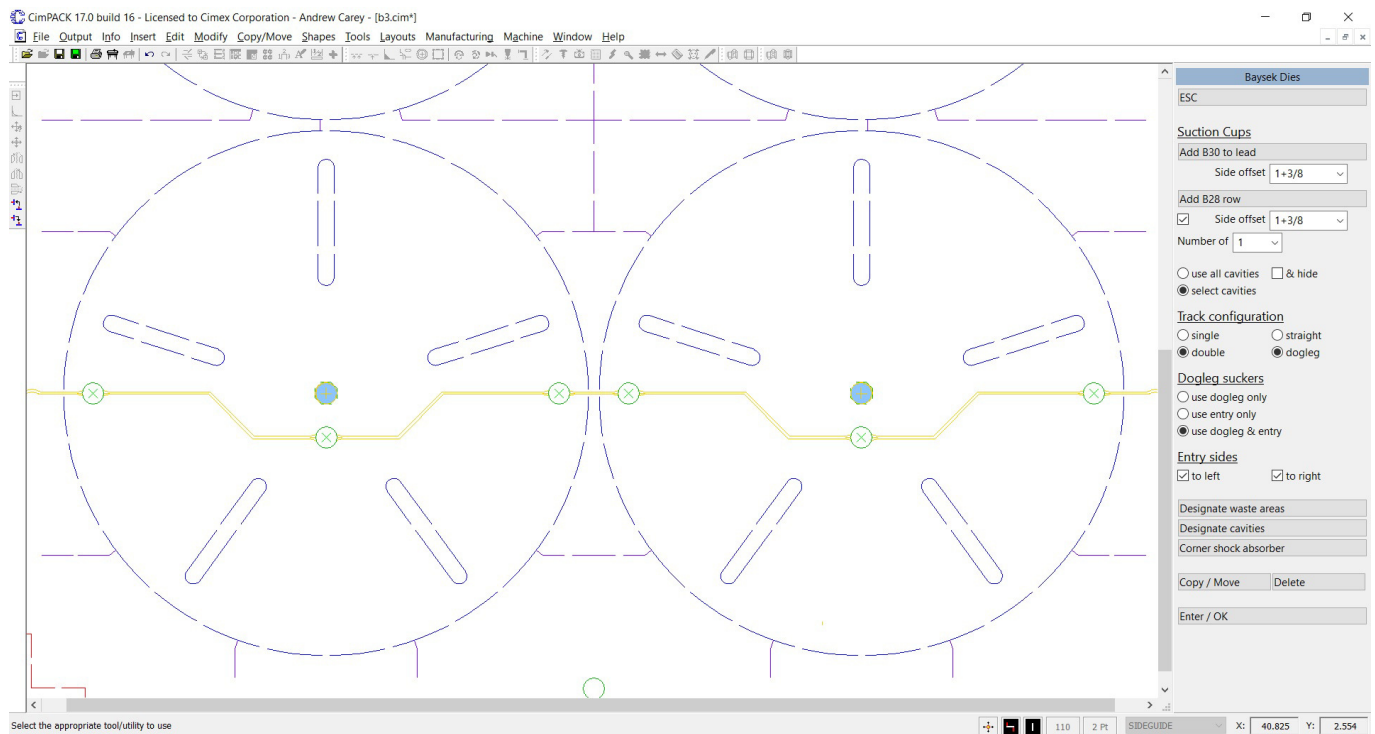 CimPACK 17.0 build 16 - Licensed to Cimex Corporation - Andrew Carey - [b3.cim*]
File Output Info Insert Edit Modify Copy/Move Shapes Tools Layouts Manufacturing Machine Window Help
Baysek Dies
ESC
Suction Cups
Add B30 to lead
Side offset 1+3/8
Add B28 row
Side offset 1+3/8
Number of 1
use all cavities & hide
select cavities
Track configuration
single straight
double dogleg
Dogleg suckers
use dogleg only
use entry only
use dogleg & entry
Entry sides
to left to right
Designate waste areas
Designate cavities
Corner shock absorber
Copy / Move Delete
Enter / OK
Select the appropriate tool/utility to use 110 2 Pt SIDEGUIDE X: 40.825 Y: 2.554